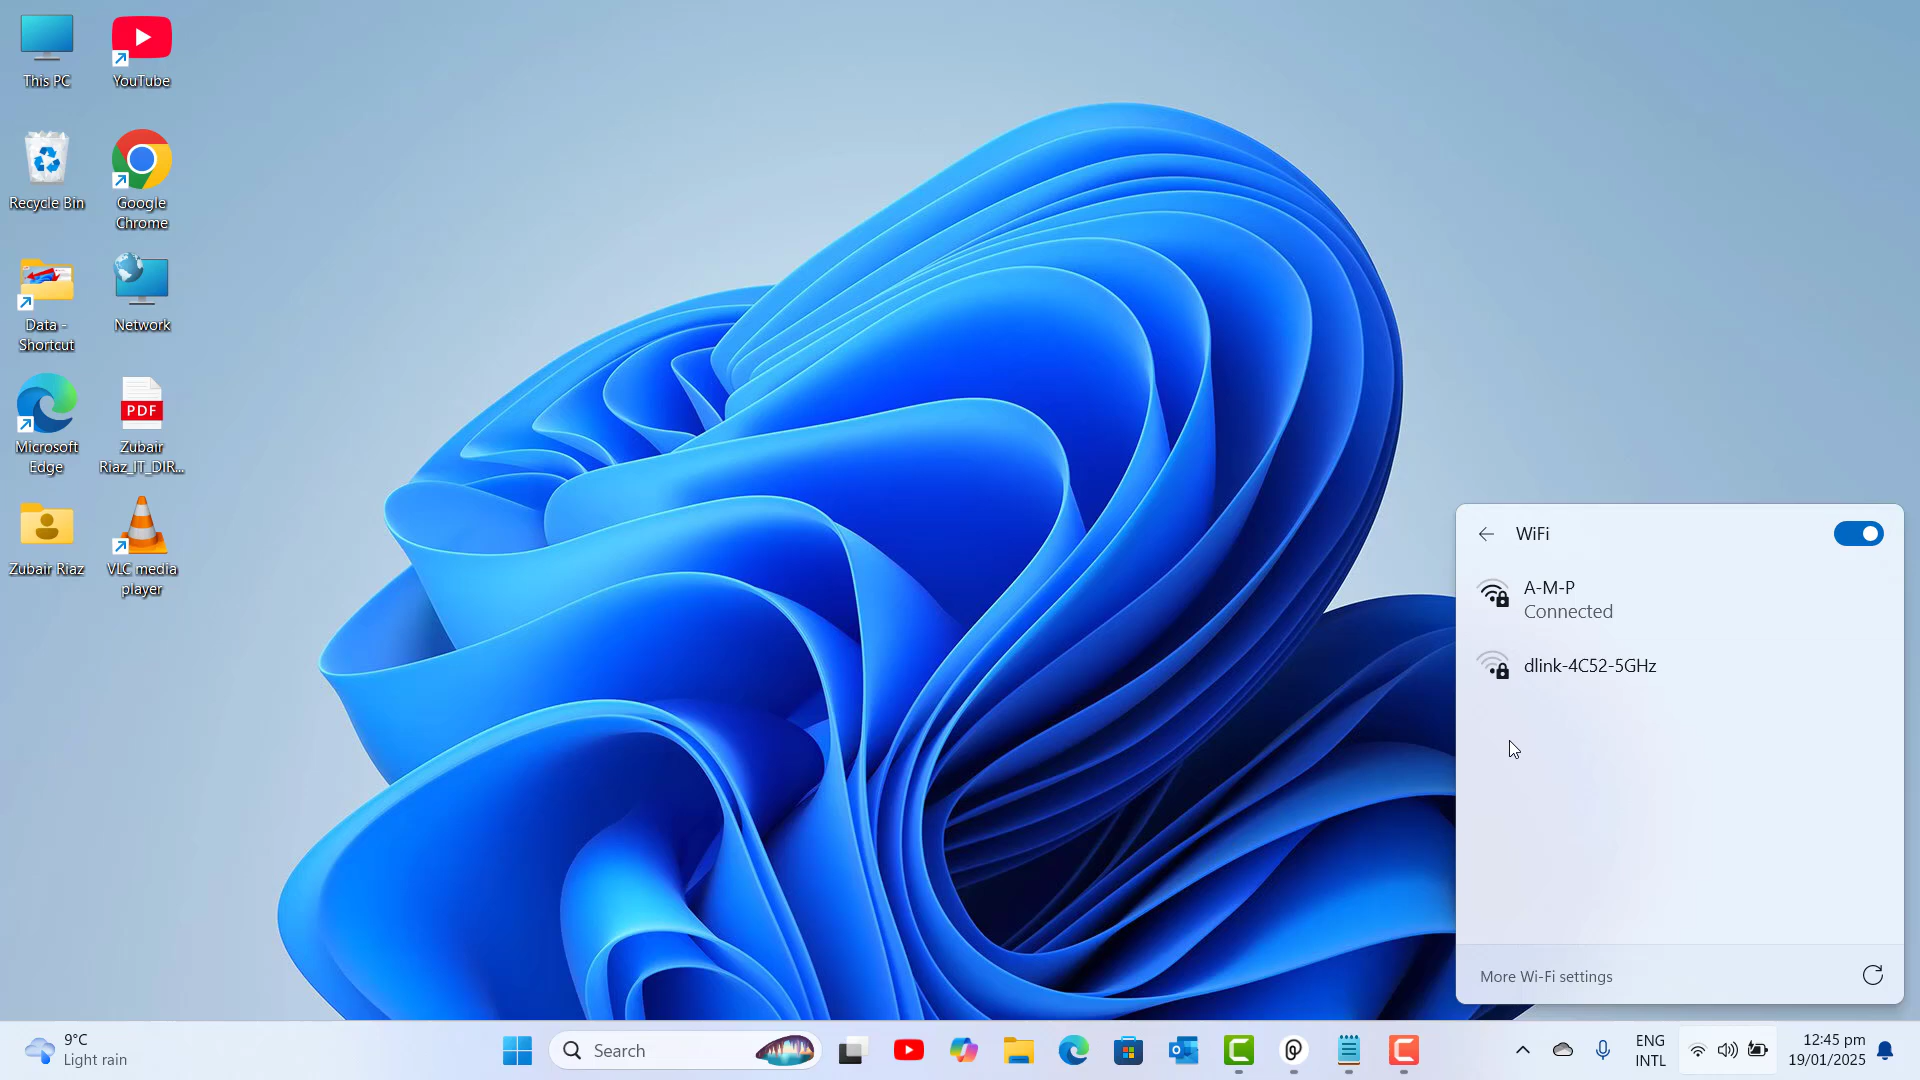 This PC
YouTube
Recycle Bin
Google
Chrome
Data -
Shortcut
Network
Microsoft
Edge
PDF
Zubair
Riaz_IT_DIR...
Zubair Riaz
VLC media
player
WiFi
A-M-P
Connected
dlink-4C52-5GHz
More Wi-Fi settings
9°C
Light rain
Search
ENG
INTL
12:45 pm
19/01/2025